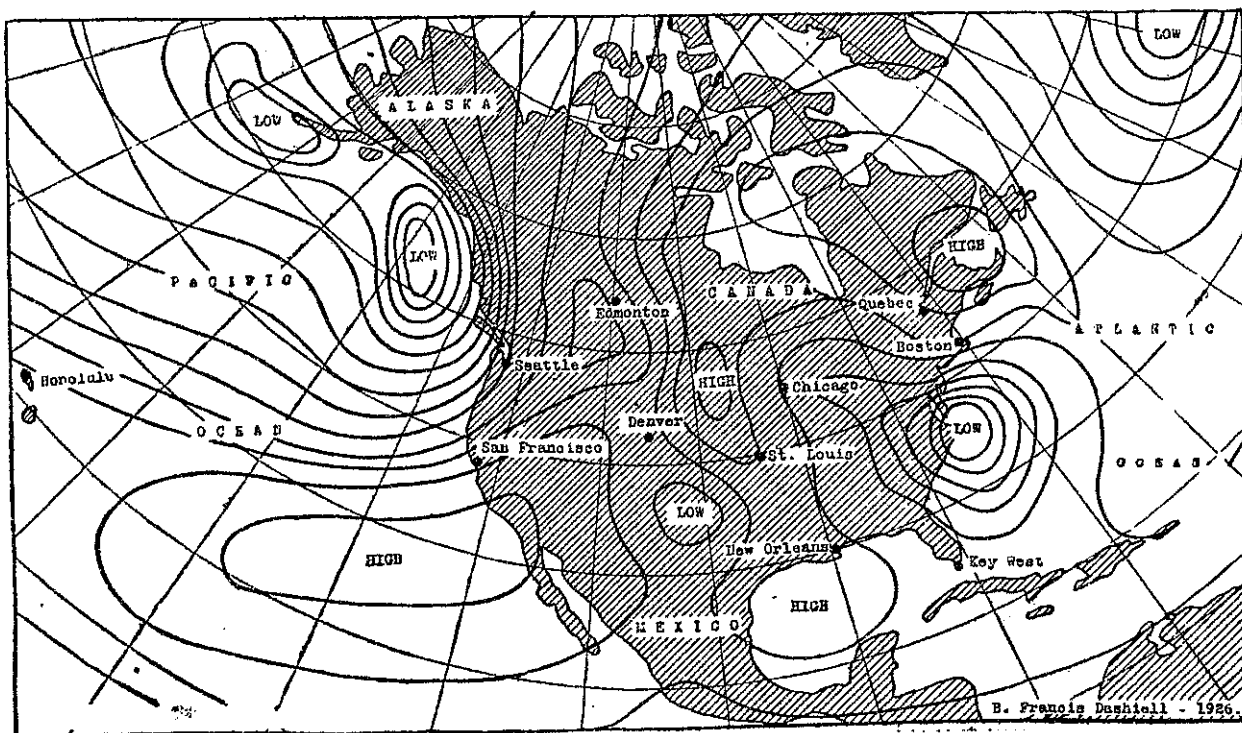 LOW
ALASKA
LOW
LOW
HIGH
PACIFIC
CANADA
Edmonton
Quebec
ATLANTIC
Boston
Seattle
Honolulu
HIGH
Chicago
Denver
OCEAN
LOW
San Francisco
St. Louis
OCEAN
LOW
New Orleans
HIGH
Key West
HIGH
MEXICO
B. Francis Dashiell - 1926.